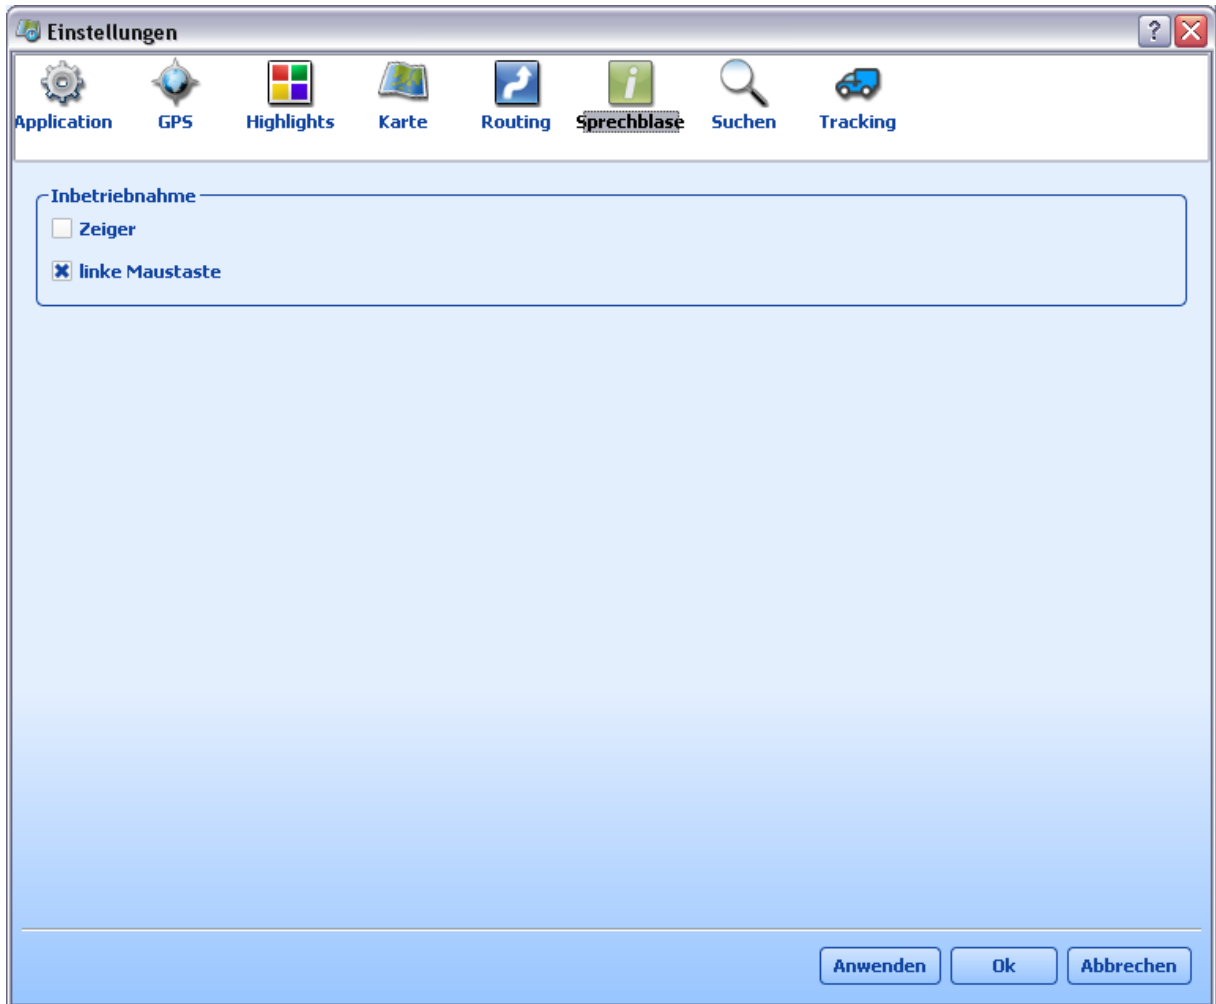 Einstellungen
?
Application GPS Highlights Karte Routing Sprechblase Suchen Tracking
Inbetriebnahme
Zeiger
linke Maustaste
Anwenden Ok Abbrechen